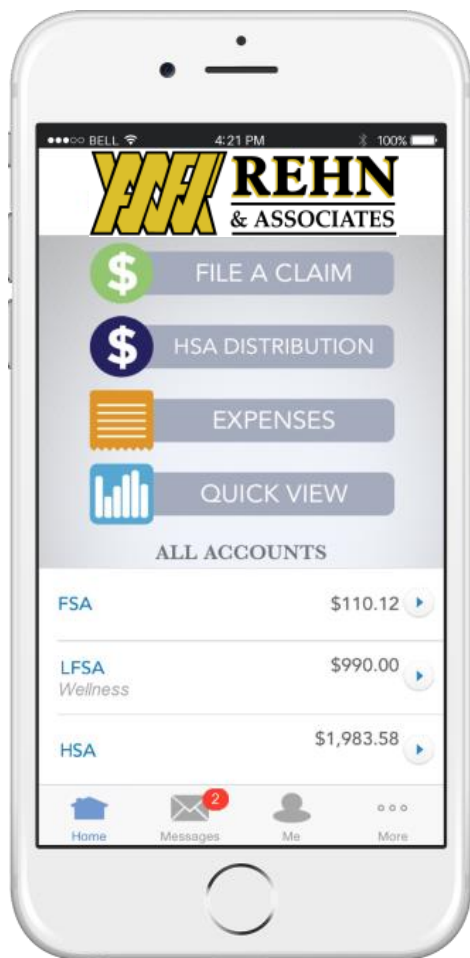 ●●●○○ BELL 4:21 PM 100%
REHN
& ASSOCIATES
$ FILE A CLAIM
$ HSA DISTRIBUTION
EXPENSES
QUICK VIEW
ALL ACCOUNTS
FSA $110.12
LFSA $990.00
Wellness
HSA $1,983.58
2
Home Messages Me More